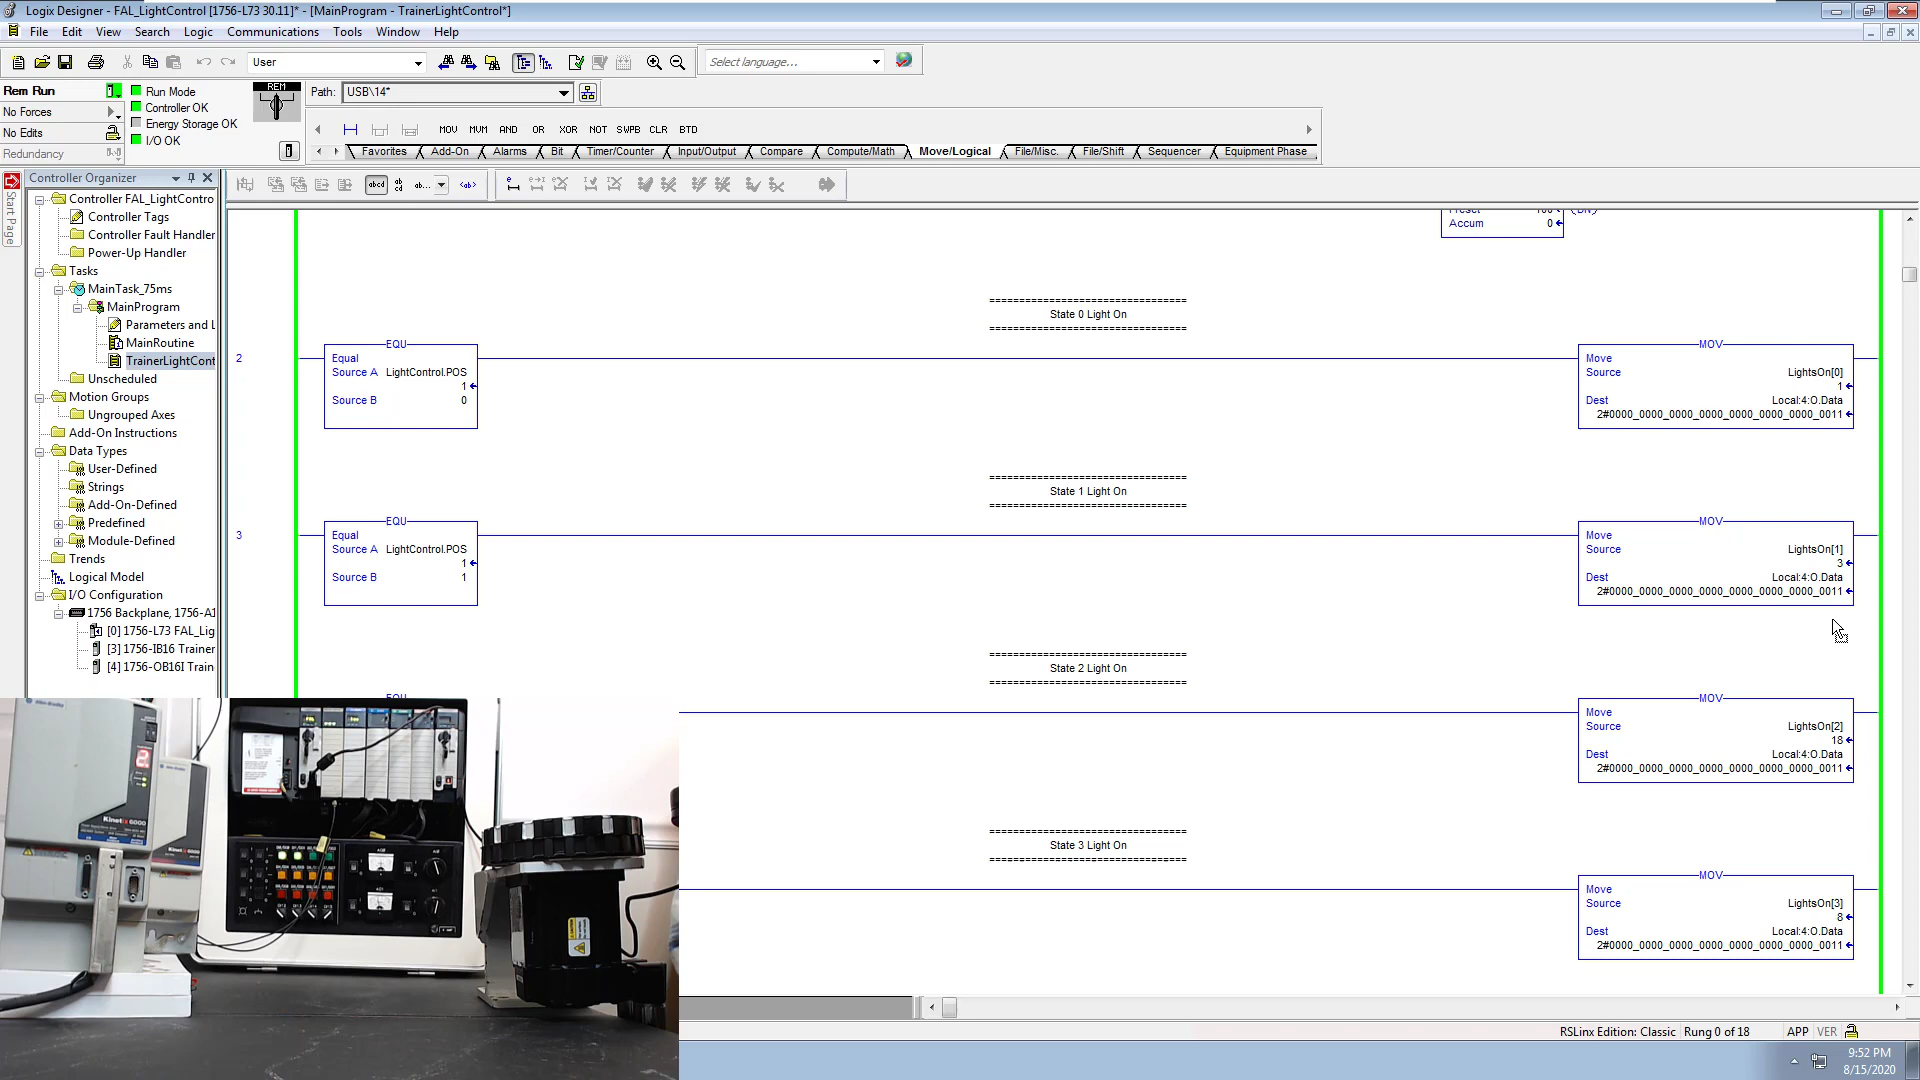 Logix Designer - FAL_LightControl [1756-L73 30.11]* - [MainProgram - TrainerLightControl*]
File Edit View Search Logic Communications Tools Window Help
User
Select language...
Rem Run
No Forces
No Edits
Redundancy
Run Mode
Controller OK
Energy Storage OK
I/O OK
REM
Path: USB\14*
MOV MVM AND OR XOR NOT SWPB CLR BTD
Favorites Add-On Alarms Bit Timer/Counter Input/Output Compare Compute/Math Move/Logical File/Misc. File/Shift Sequencer Equipment Phase
Start Page
Controller Organizer
Controller FAL_LightContro
Controller Tags
Controller Fault Handler
Power-Up Handler
Tasks
MainTask_75ms
MainProgram
Parameters and L
MainRoutine
TrainerLightCont
Unscheduled
Motion Groups
Ungrouped Axes
Add-On Instructions
Data Types
User-Defined
Strings
Add-On-Defined
Predefined
Module-Defined
Trends
Logical Model
I/O Configuration
1756 Backplane, 1756-A1
[0] 1756-L73 FAL_Lig
[3] 1756-IB16 Trainer
[4] 1756-OB16I Train
Accum 0
================================
State 0 Light On
================================
2
EQU
Equal
Source A LightControl.POS
1
Source B 0
MOV
Move
Source LightsOn[0]
1
Dest Local:4:O.Data
2#0000_0000_0000_0000_0000_0000_0000_0011
================================
State 1 Light On
================================
3
EQU
Equal
Source A LightControl.POS
1
Source B 1
MOV
Move
Source LightsOn[1]
3
Dest Local:4:O.Data
2#0000_0000_0000_0000_0000_0000_0000_0011
================================
State 2 Light On
================================
MOV
Move
Source LightsOn[2]
18
Dest Local:4:O.Data
2#0000_0000_0000_0000_0000_0000_0000_0011
================================
State 3 Light On
================================
MOV
Move
Source LightsOn[3]
8
Dest Local:4:O.Data
2#0000_0000_0000_0000_0000_0000_0000_0011
Kinetix 6000
RSLinx Edition: Classic Rung 0 of 18 APP VER
9:52 PM
8/15/2020